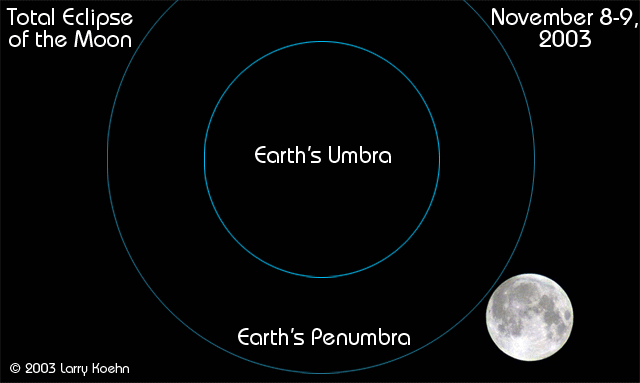 Total Eclipse
of the Moon
November 8-9,
2003
Earth's Umbra
Earth's Penumbra
© 2003 Larry Koehn